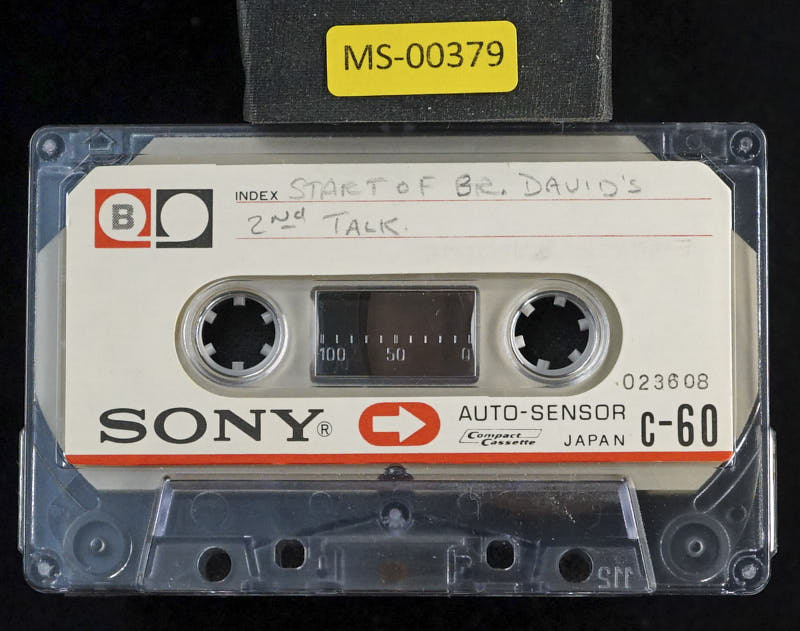 MS-00379
B
INDEX START OF BR. DAVID'S
2nd TALK.
100 50 0
023608
SONY® AUTO-SENSOR C-60
Compact Cassette JAPAN
112